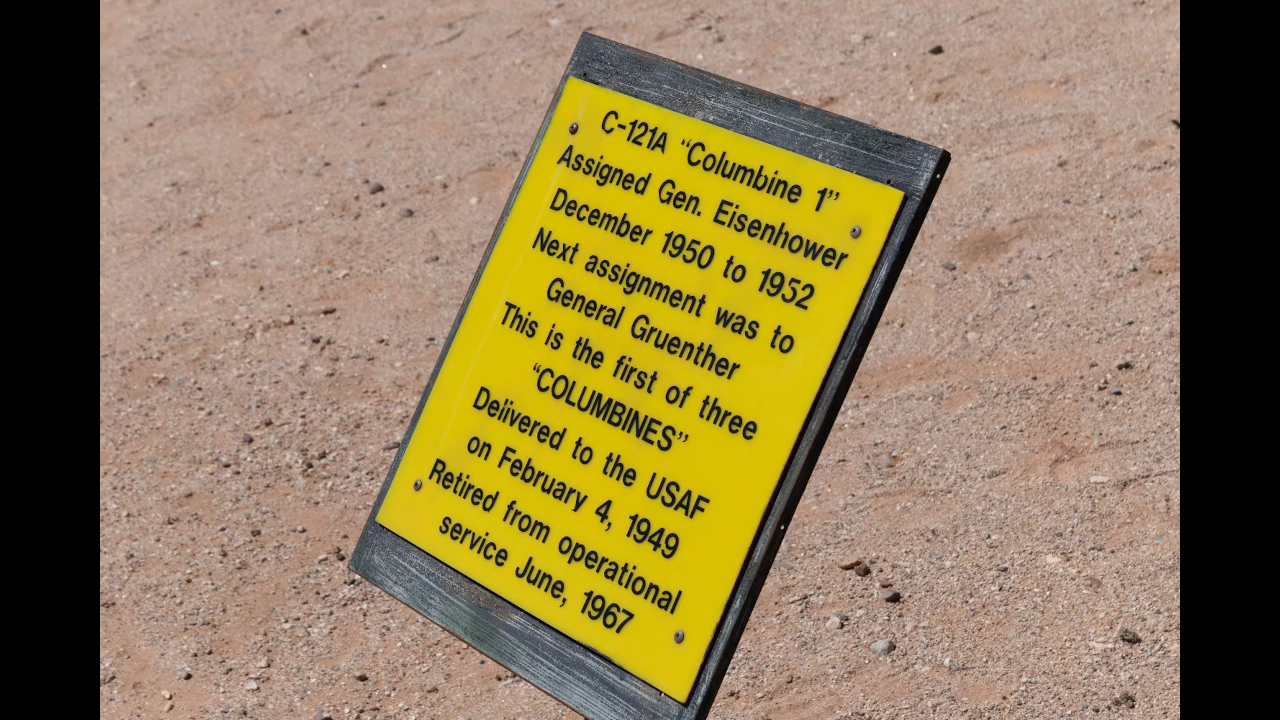 C-121A “Columbine 1”
Assigned Gen. Eisenhower
December 1950 to 1952
Next assignment was to
General Gruenther
This is the first of three
“COLUMBINES”
Delivered to the USAF
on February 4, 1949
Retired from operational
service June, 1967